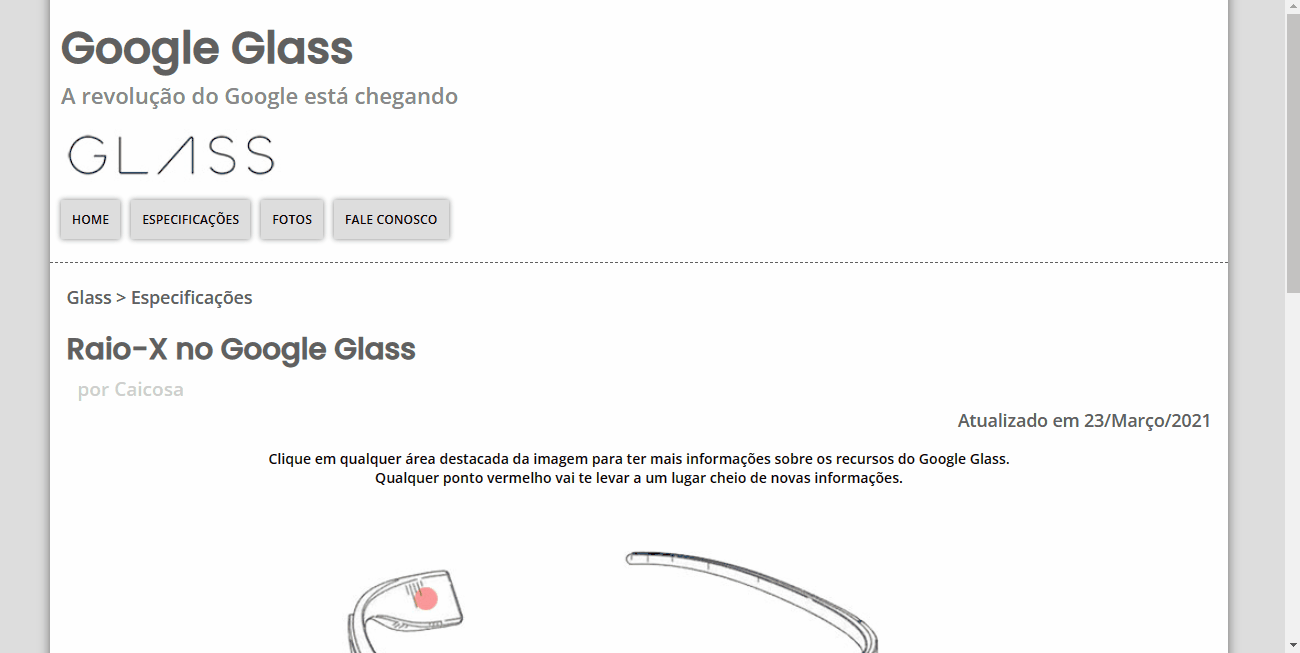 Google Glass
A revolução do Google está chegando
GLASS
HOME ESPECIFICAÇÕES FOTOS FALE CONOSCO
Glass > Especificações
Raio-X no Google Glass
por Caicosa
Atualizado em 23/Março/2021
Clique em qualquer área destacada da imagem para ter mais informações sobre os recursos do Google Glass.
Qualquer ponto vermelho vai te levar a um lugar cheio de novas informações.